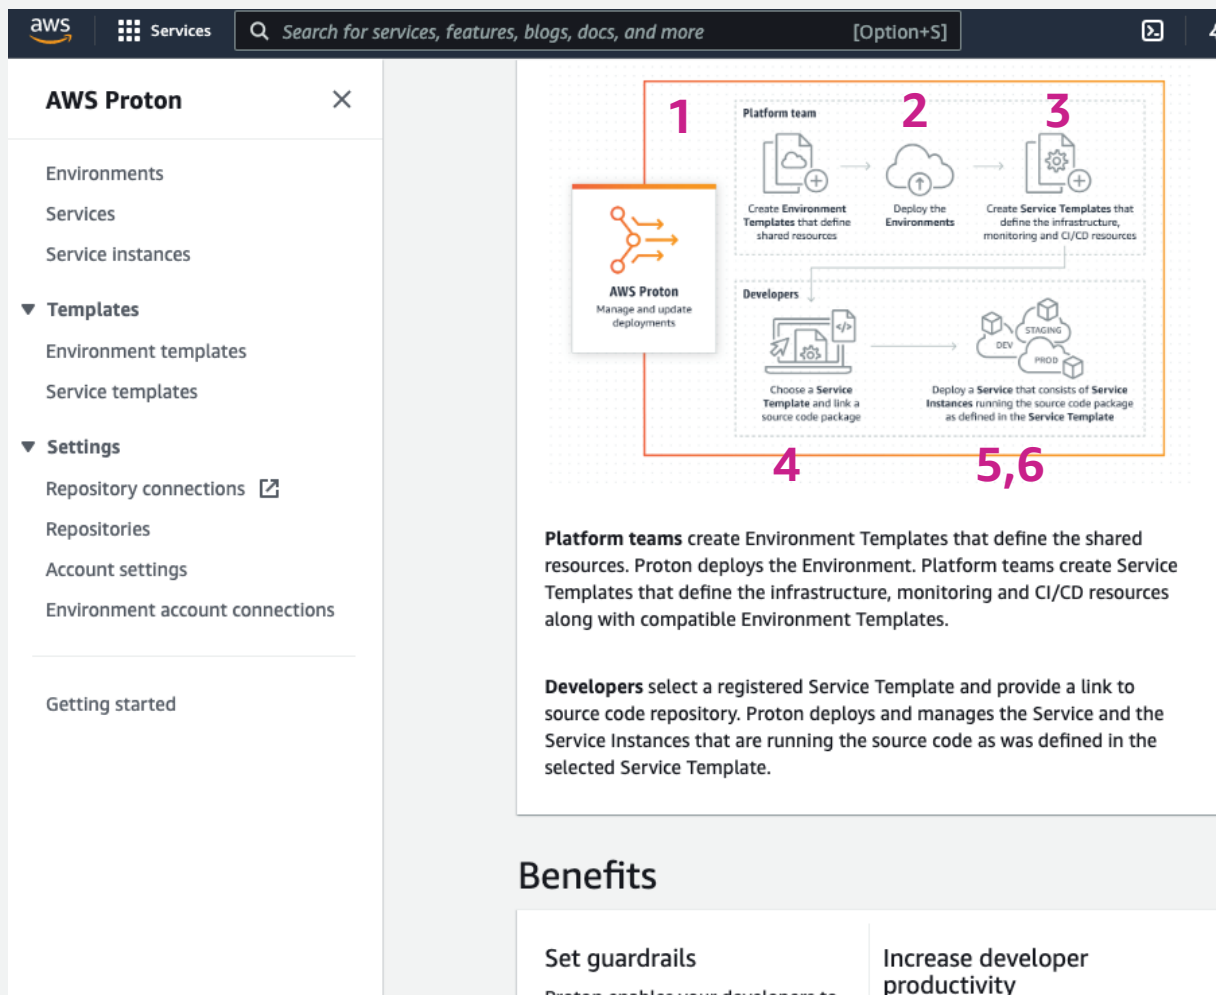 aws
Services
Search for services, features, blogs, docs, and more
[Option+S]
AWS Proton
Environments
Services
Service instances
Templates
Environment templates
Service templates
Settings
Repository connections
Repositories
Account settings
Environment account connections
Getting started
1
2
3
Platform team
Create Environment
Templates that define
shared resources
Deploy the
Environments
Create Service Templates that
define the infrastructure,
monitoring and CI/CD resources
AWS Proton
Manage and update
deployments
Developers
</>
Choose a Service
Template and link a
source code package
DEV
STAGING
PROD
Deploy a Service that consists of Service
Instances running the source code package
as defined in the Service Template
4
5,6
Platform teams create Environment Templates that define the shared
resources. Proton deploys the Environment. Platform teams create Service
Templates that define the infrastructure, monitoring and CI/CD resources
along with compatible Environment Templates.
Developers select a registered Service Template and provide a link to
source code repository. Proton deploys and manages the Service and the
Service Instances that are running the source code as was defined in the
selected Service Template.
Benefits
Set guardrails
Proton enables your developers to
Increase developer
productivity